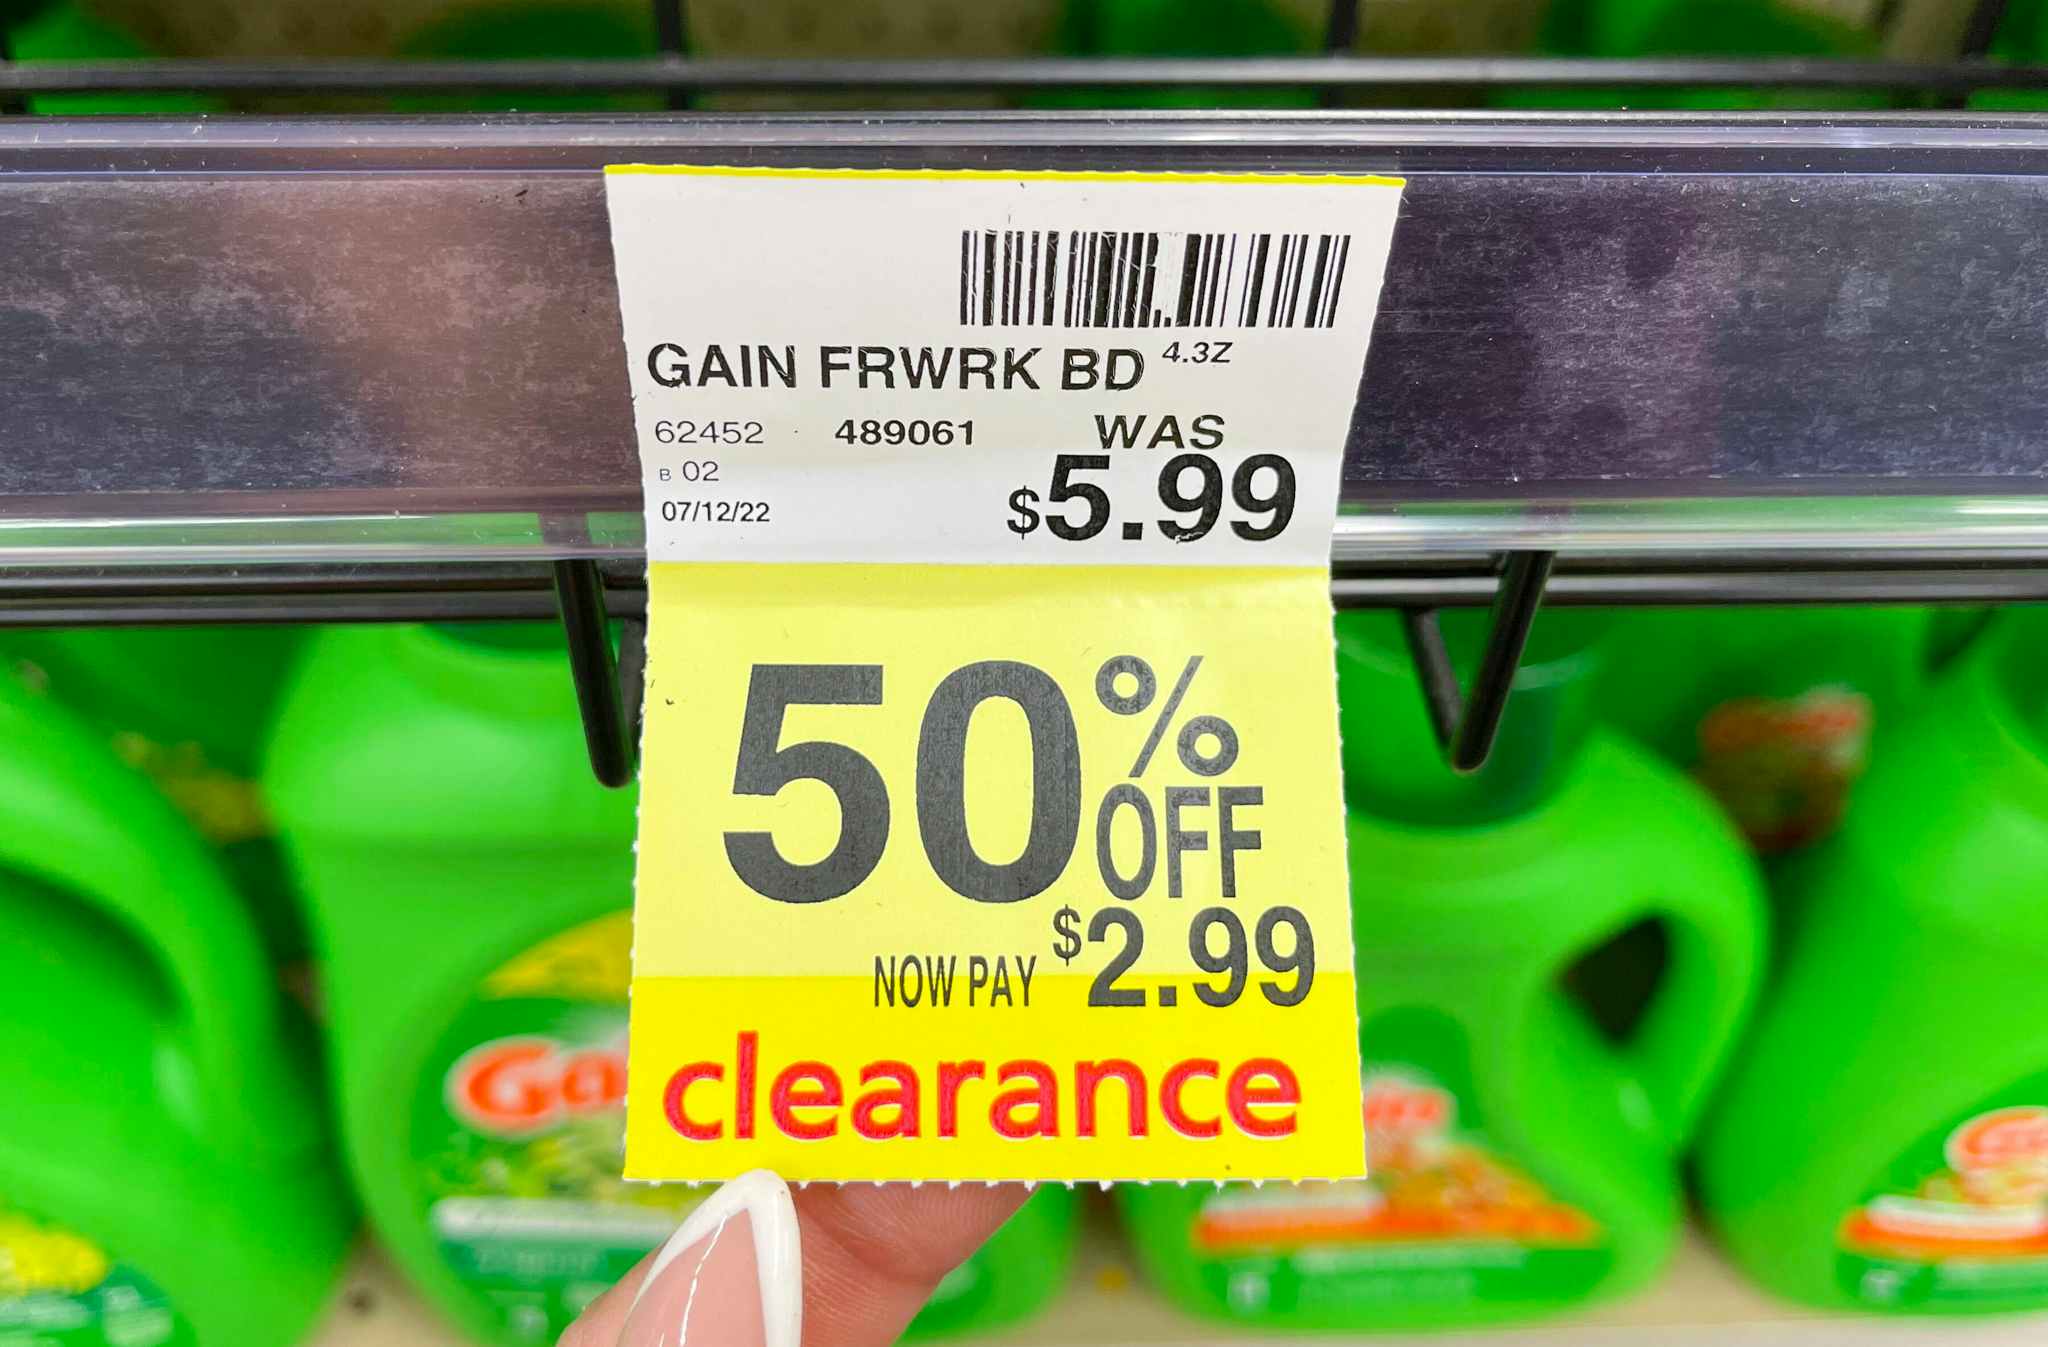 GAIN FRWRK BD 4.3Z
62452 489061 WAS
B 02
07/12/22 $5.99
50% OFF
NOW PAY $2.99
clearance
Gain